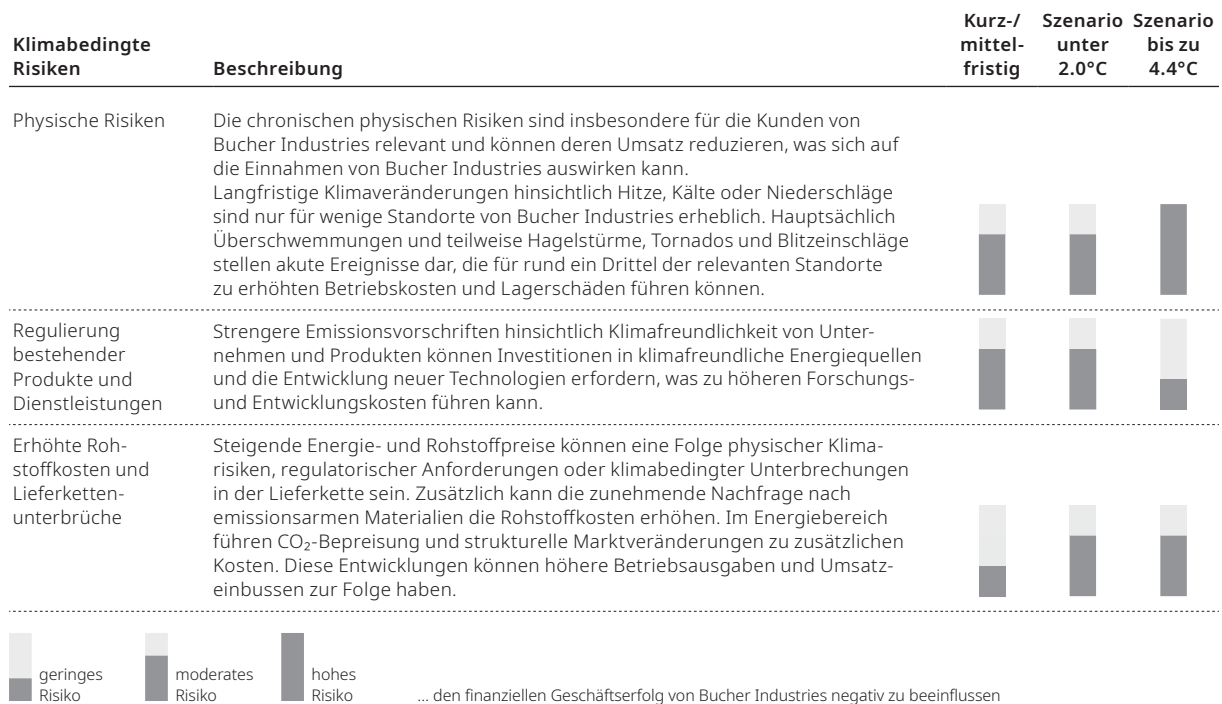 Klimabedingte
Risiken
Beschreibung
Kurz-/
mittel-
fristig
Szenario
unter
2.0°C
Szenario
bis zu
4.4°C
Physische Risiken
Die chronischen physischen Risiken sind insbesondere für die Kunden von
Bucher Industries relevant und können deren Umsatz reduzieren, was sich auf
die Einnahmen von Bucher Industries auswirken kann.
Langfristige Klimaveränderungen hinsichtlich Hitze, Kälte oder Niederschläge
sind nur für wenige Standorte von Bucher Industries erheblich. Hauptsächlich
Überschwemmungen und teilweise Hagelstürme, Tornados und Blitzeinschläge
stellen akute Ereignisse dar, die für rund ein Drittel der relevanten Standorte
zu erhöhten Betriebskosten und Lagerschäden führen können.
Regulierung
bestehender
Produkte und
Dienstleistungen
Strengere Emissionsvorschriften hinsichtlich Klimafreundlichkeit von Unter-
nehmen und Produkten können Investitionen in klimafreundliche Energiequellen
und die Entwicklung neuer Technologien erfordern, was zu höheren Forschungs-
und Entwicklungskosten führen kann.
Erhöhte Roh-
stoffkosten und
Lieferketten-
unterbrüche
Steigende Energie- und Rohstoffpreise können eine Folge physischer Klima-
risiken, regulatorischer Anforderungen oder klimabedingter Unterbrechungen
in der Lieferkette sein. Zusätzlich kann die zunehmende Nachfrage nach
emissionsarmen Materialien die Rohstoffkosten erhöhen. Im Energiebereich
führen CO₂-Bepreisung und strukturelle Marktveränderungen zu zusätzlichen
Kosten. Diese Entwicklungen können höhere Betriebsausgaben und Umsatz-
einbussen zur Folge haben.
geringes
Risiko
moderates
Risiko
hohes
Risiko
... den finanziellen Geschäftserfolg von Bucher Industries negativ zu beeinflussen